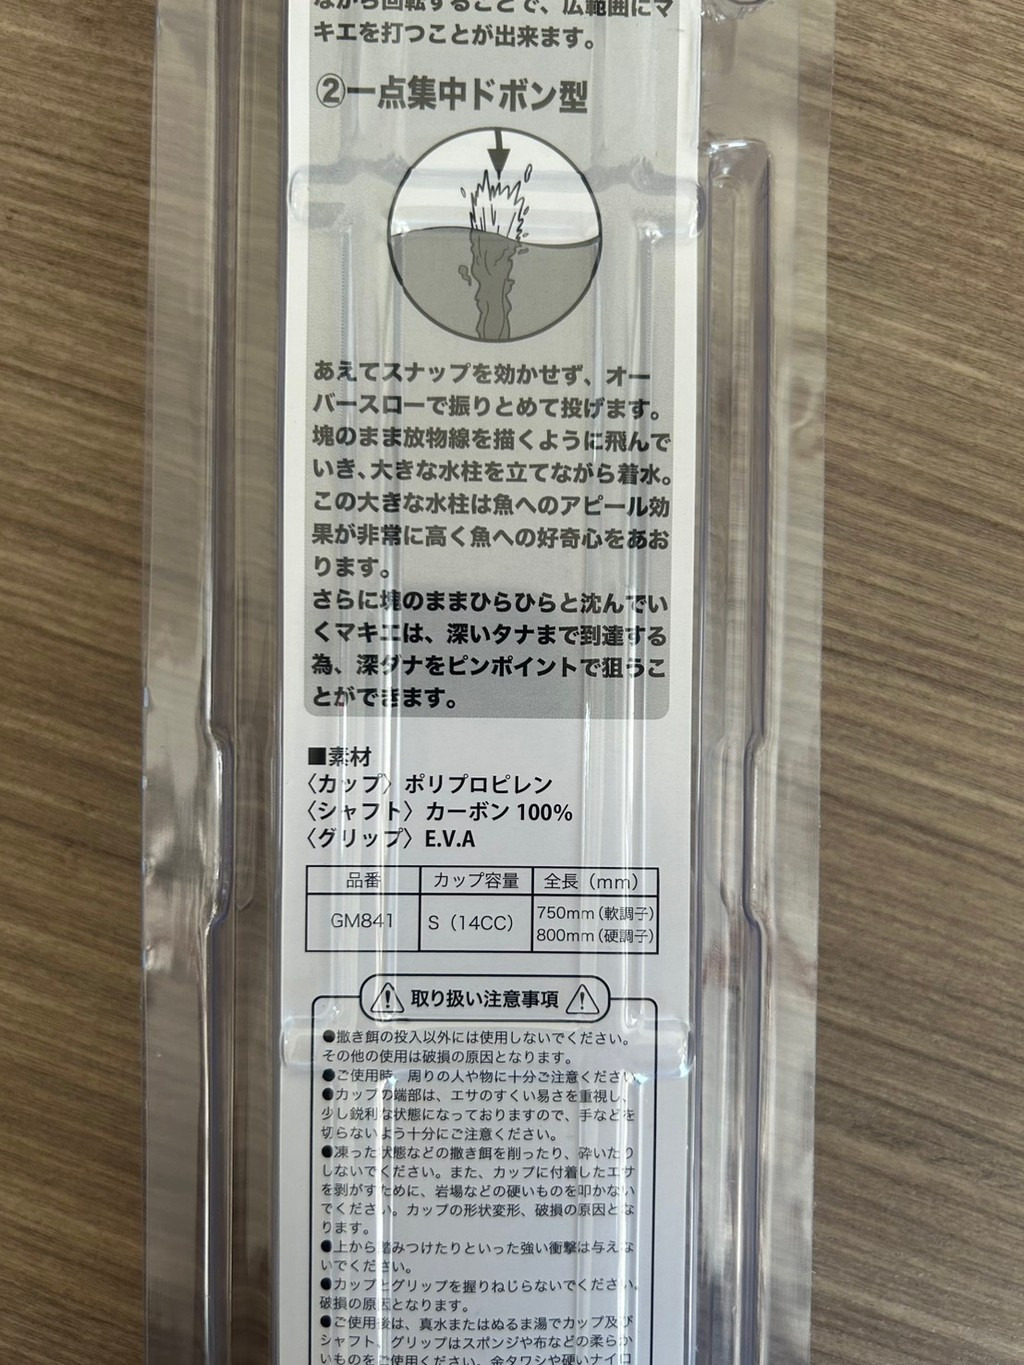 ながら回転することで、広範囲にマ
キエを打つことが出来ます。
②一点集中ドボン型
あえてスナップを効かせず、オー
バースローで振りとめて投げます。
塊のまま放物線を描くように飛んで
いき、大きな水柱を立てながら着水。
この大きな水柱は魚へのアピール効
果が非常に高く魚への好奇心をあお
ります。
さらに塊のままひらひらと沈んでい
くマキエは、深いタナまで到達する
為、深ダナをピンポイントで狙うこ
とができます。
■素材
〈カップ〉ポリプロピレン
〈シャフト〉カーボン 100%
〈グリップ〉E.V.A
品番 カップ容量 全長（mm）
GM841 S（14CC） 750mm（軟調子）
800mm（硬調子）
取り扱い注意事項
●撒き餌の投入以外には使用しないでください。
その他の使用は破損の原因となります。
●ご使用時、周りの人や物に十分ご注意ください。
●カップの端部は、エサのすくい易さを重視し、
少し鋭利な状態になっておりますので、手などを
切らないよう十分にご注意ください。
●凍った状態などの撒き餌を削ったり、砕いたり
しないでください。また、カップに付着したエサ
を剥がすために、岩場などの硬いものを叩かない
でください。カップの形状変形、破損の原因とな
ります。
●上から踏みつけたりといった強い衝撃は与えな
いでください。
●カップとグリップを握りねじらないでください。
破損の原因となります。
●ご使用後は、真水またはぬるま湯でカップ及び
シャフト、グリップはスポンジや布などの柔らか
いものをご使用ください。金タワシや硬いナイロ